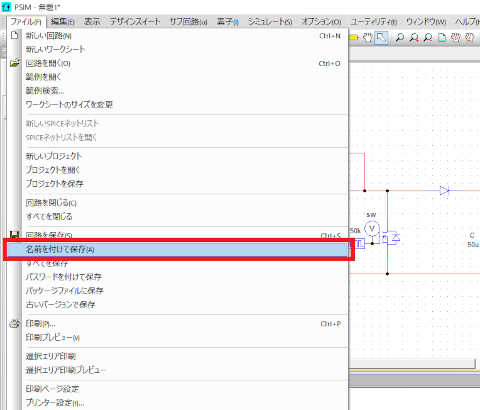 PSIM - 無題1*
ファイル(F) 編集(E) 表示 デザインスイート サブ回路(u) 素子(i) シミュレート(S) オプション(O) ユーティリティ(t) ウィンドウ(W) ヘルプ(
新しい回路(N) Ctrl+N
新しいワークシート
回路を開く(O) Ctrl+O
範例を開く
範例検索...
ワークシートのサイズを変更
新しいSPICEネットリスト
SPICEネットリストを開く
新しいプロジェクト
プロジェクトを開く
プロジェクトを保存
回路を閉じる(C)
すべてを閉じる
回路を保存(S) Ctrl+S
名前を付けて保存(A)
すべてを保存
パスワードを付けて保存
パッケージファイルに保存
古いバージョンで保存
印刷(P)... Ctrl+P
印刷プレビュー(V)
選択エリア印刷
選択エリア印刷プレビュー
印刷ページ設定
プリンター設定(t)...
sw
50k
V
C
50u